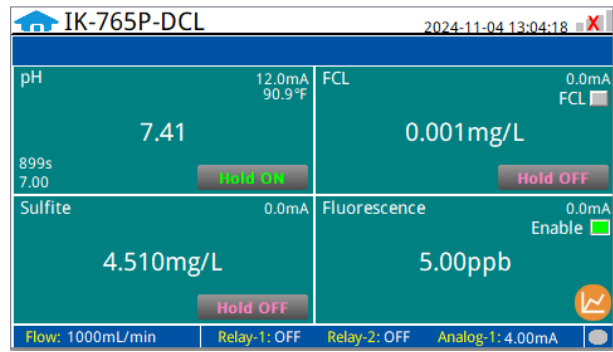 IK-765P-DCL
2024-11-04 13:04:18
pH
12.0mA
90.9°F
7.41
899s
7.00
Hold ON
FCL
0.0mA
FCL
0.001mg/L
Hold OFF
Sulfite
0.0mA
4.510mg/L
Hold OFF
Fluorescence
0.0mA
Enable
5.00ppb
Flow: 1000mL/min Relay-1: OFF Relay-2: OFF Analog-1: 4.00mA